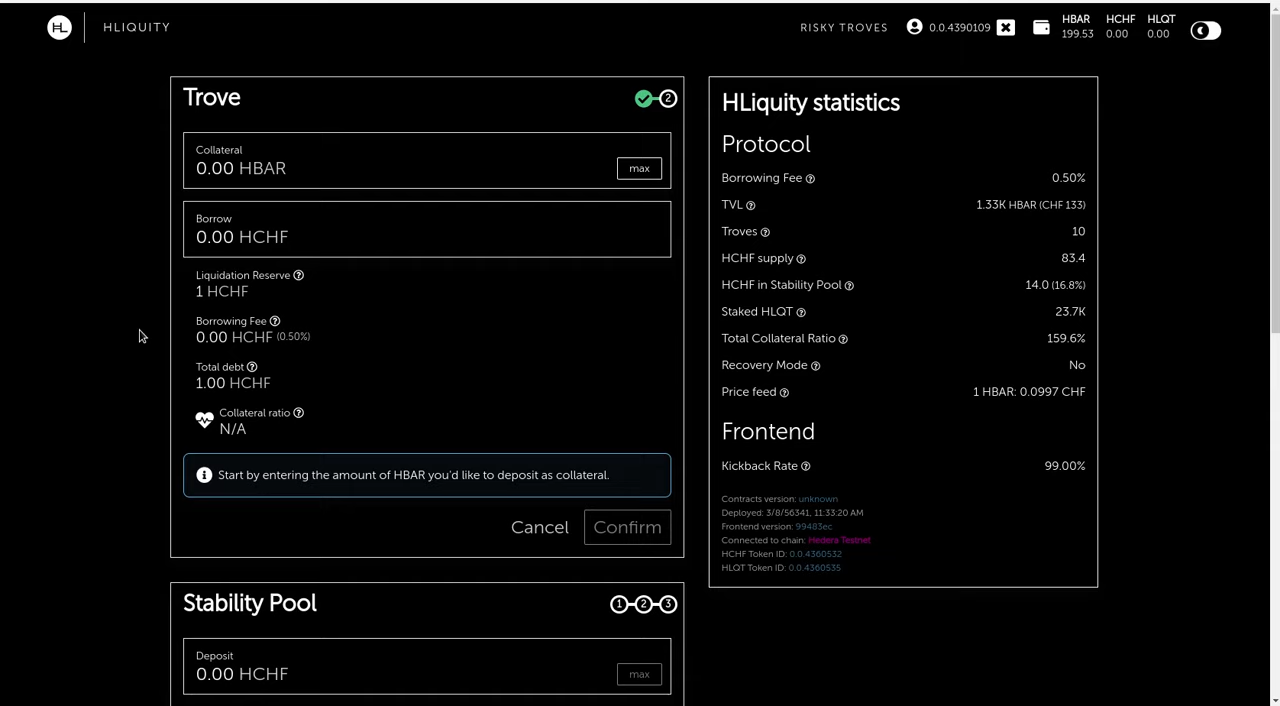 HL HLIQUITY
RISKY TROVES 0.0.4390109
HBAR HCHF HLQT
199.53 0.00 0.00
Trove
2
Collateral
0.00 HBAR
max
Borrow
0.00 HCHF
Liquidation Reserve ?
1 HCHF
Borrowing Fee ?
0.00 HCHF (0.50%)
Total debt ?
1.00 HCHF
Collateral ratio ?
N/A
Start by entering the amount of HBAR you'd like to deposit as collateral.
Cancel Confirm
Stability Pool
1 2 3
Deposit
0.00 HCHF
max
HLiquity statistics
Protocol
Borrowing Fee ? 0.50%
TVL ? 1.33K HBAR (CHF 133)
Troves ? 10
HCHF supply ? 83.4
HCHF in Stability Pool ? 14.0 (16.8%)
Staked HLQT ? 23.7K
Total Collateral Ratio ? 159.6%
Recovery Mode ? No
Price feed ? 1 HBAR: 0.0997 CHF
Frontend
Kickback Rate ? 99.00%
Contracts version: unknown
Deployed: 3/8/56341, 11:33:20 AM
Frontend version: 99483ec
Connected to chain: Hedera Testnet
HCHF Token ID: 0.0.4360532
HLQT Token ID: 0.0.4360535